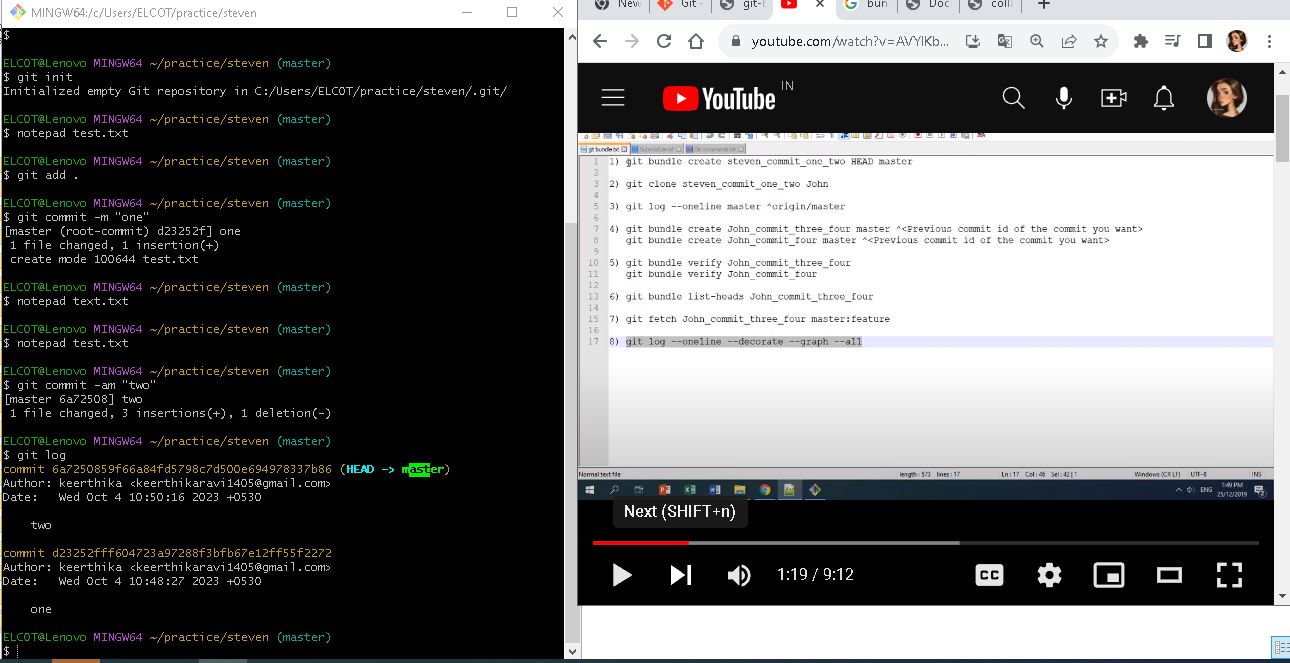 MINGW64:/c/Users/ELCOT/practice/steven
$
ELCOT@Lenovo MINGW64 ~/practice/steven (master)
$ git init
Initialized empty Git repository in C:/Users/ELCOT/practice/steven/.git/
ELCOT@Lenovo MINGW64 ~/practice/steven (master)
$ notepad test.txt
ELCOT@Lenovo MINGW64 ~/practice/steven (master)
$ git add .
ELCOT@Lenovo MINGW64 ~/practice/steven (master)
$ git commit -m "one"
[master (root-commit) d23252f] one
1 file changed, 1 insertion(+)
create mode 100644 test.txt
ELCOT@Lenovo MINGW64 ~/practice/steven (master)
$ notepad text.txt
ELCOT@Lenovo MINGW64 ~/practice/steven (master)
$ notepad test.txt
ELCOT@Lenovo MINGW64 ~/practice/steven (master)
$ git commit -am "two"
[master 6a72508] two
1 file changed, 3 insertions(+), 1 deletion(-)
ELCOT@Lenovo MINGW64 ~/practice/steven (master)
$ git log
commit 6a7250859f66a84fd5798c7d500e694978337b86 (HEAD -> master)
Author: keerthika <keerthikaravi1405@gmail.com>
Date: Wed Oct 4 10:50:16 2023 +0530
two
commit d23252fff604723a97288f3bfb67e12ff55f2272
Author: keerthika <keerthikaravi1405@gmail.com>
Date: Wed Oct 4 10:48:27 2023 +0530
one
ELCOT@Lenovo MINGW64 ~/practice/steven (master)
$
New Git - git-b bun Doc coll
youtube.com/watch?v=AVYlKb...
YouTube IN
git bundle.txt Submodule.txt Git commands.txt
1 1) git bundle create steven_commit_one_two HEAD master
2
3 2) git clone steven_commit_one_two John
4
5 3) git log --oneline master ^origin/master
6
7 4) git bundle create John_commit_three_four master ^<Previous commit id of the commit you want>
8 git bundle create John_commit_four master ^<Previous commit id of the commit you want>
9
10 5) git bundle verify John_commit_three_four
11 git bundle verify John_commit_four
12
13 6) git bundle list-heads John_commit_three_four
14
15 7) git fetch John_commit_three_four master:feature
16
17 8) git log --oneline --decorate --graph --all
Normal text file length : 573 lines : 17 Ln : 17 Col : 46 Sel : 42 | 1 Windows (CR LF) UTF-8 INS
ENG 1:49 PM
25/12/2019
Next (SHIFT+n)
1:19 / 9:12
CC